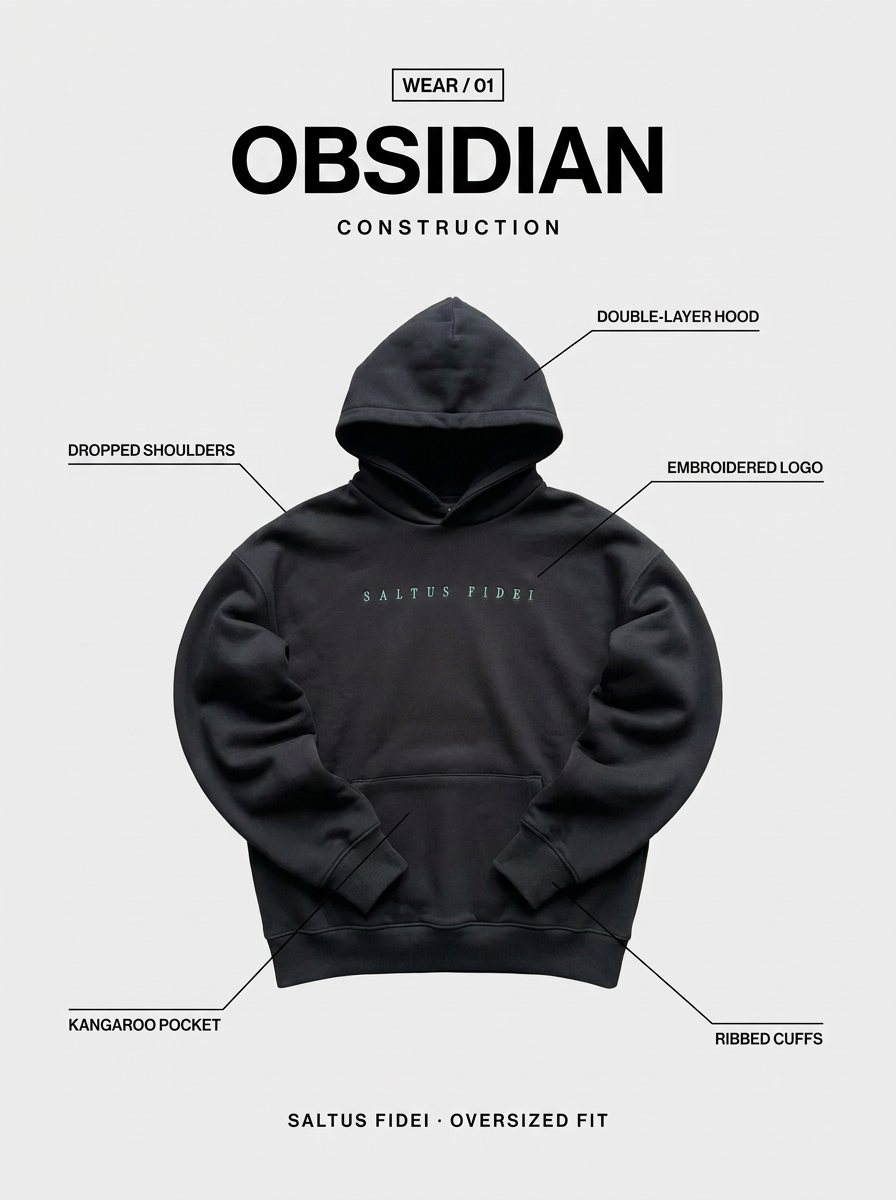 WEAR / 01
OBSIDIAN
CONSTRUCTION
DOUBLE-LAYER HOOD
DROPPED SHOULDERS
EMBROIDERED LOGO
SALTUS FIDEI
KANGAROO POCKET
RIBBED CUFFS
SALTUS FIDEI · OVERSIZED FIT